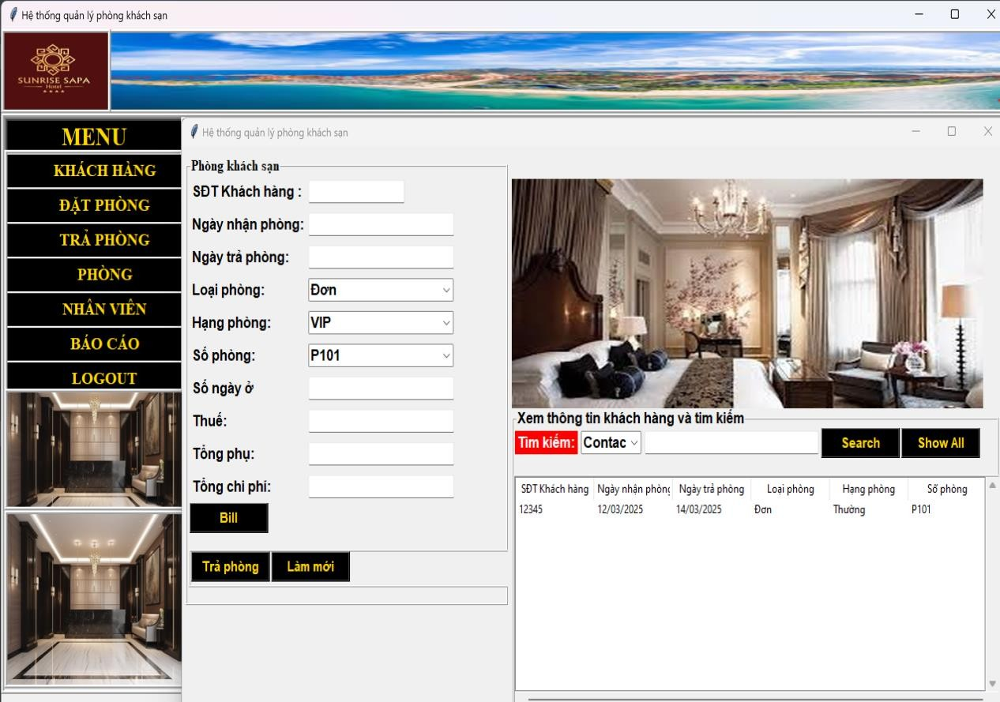 Hệ thống quản lý phòng khách sạn
SUNRISE SAPA
Hotel
MENU
KHÁCH HÀNG
ĐẶT PHÒNG
TRẢ PHÒNG
PHÒNG
NHÂN VIÊN
BÁO CÁO
LOGOUT
Hệ thống quản lý phòng khách sạn
Phòng khách sạn
SĐT Khách hàng :
Ngày nhận phòng:
Ngày trả phòng:
Loại phòng: Đơn
Hạng phòng: VIP
Số phòng: P101
Số ngày ở
Thuế:
Tổng phụ:
Tổng chi phí:
Bill
Trả phòng Làm mới
Xem thông tin khách hàng và tìm kiếm
Tìm kiếm: Contac Search Show All
SĐT Khách hàng Ngày nhận phòng Ngày trả phòng Loại phòng Hạng phòng Số phòng
12345 12/03/2025 14/03/2025 Đơn Thường P101